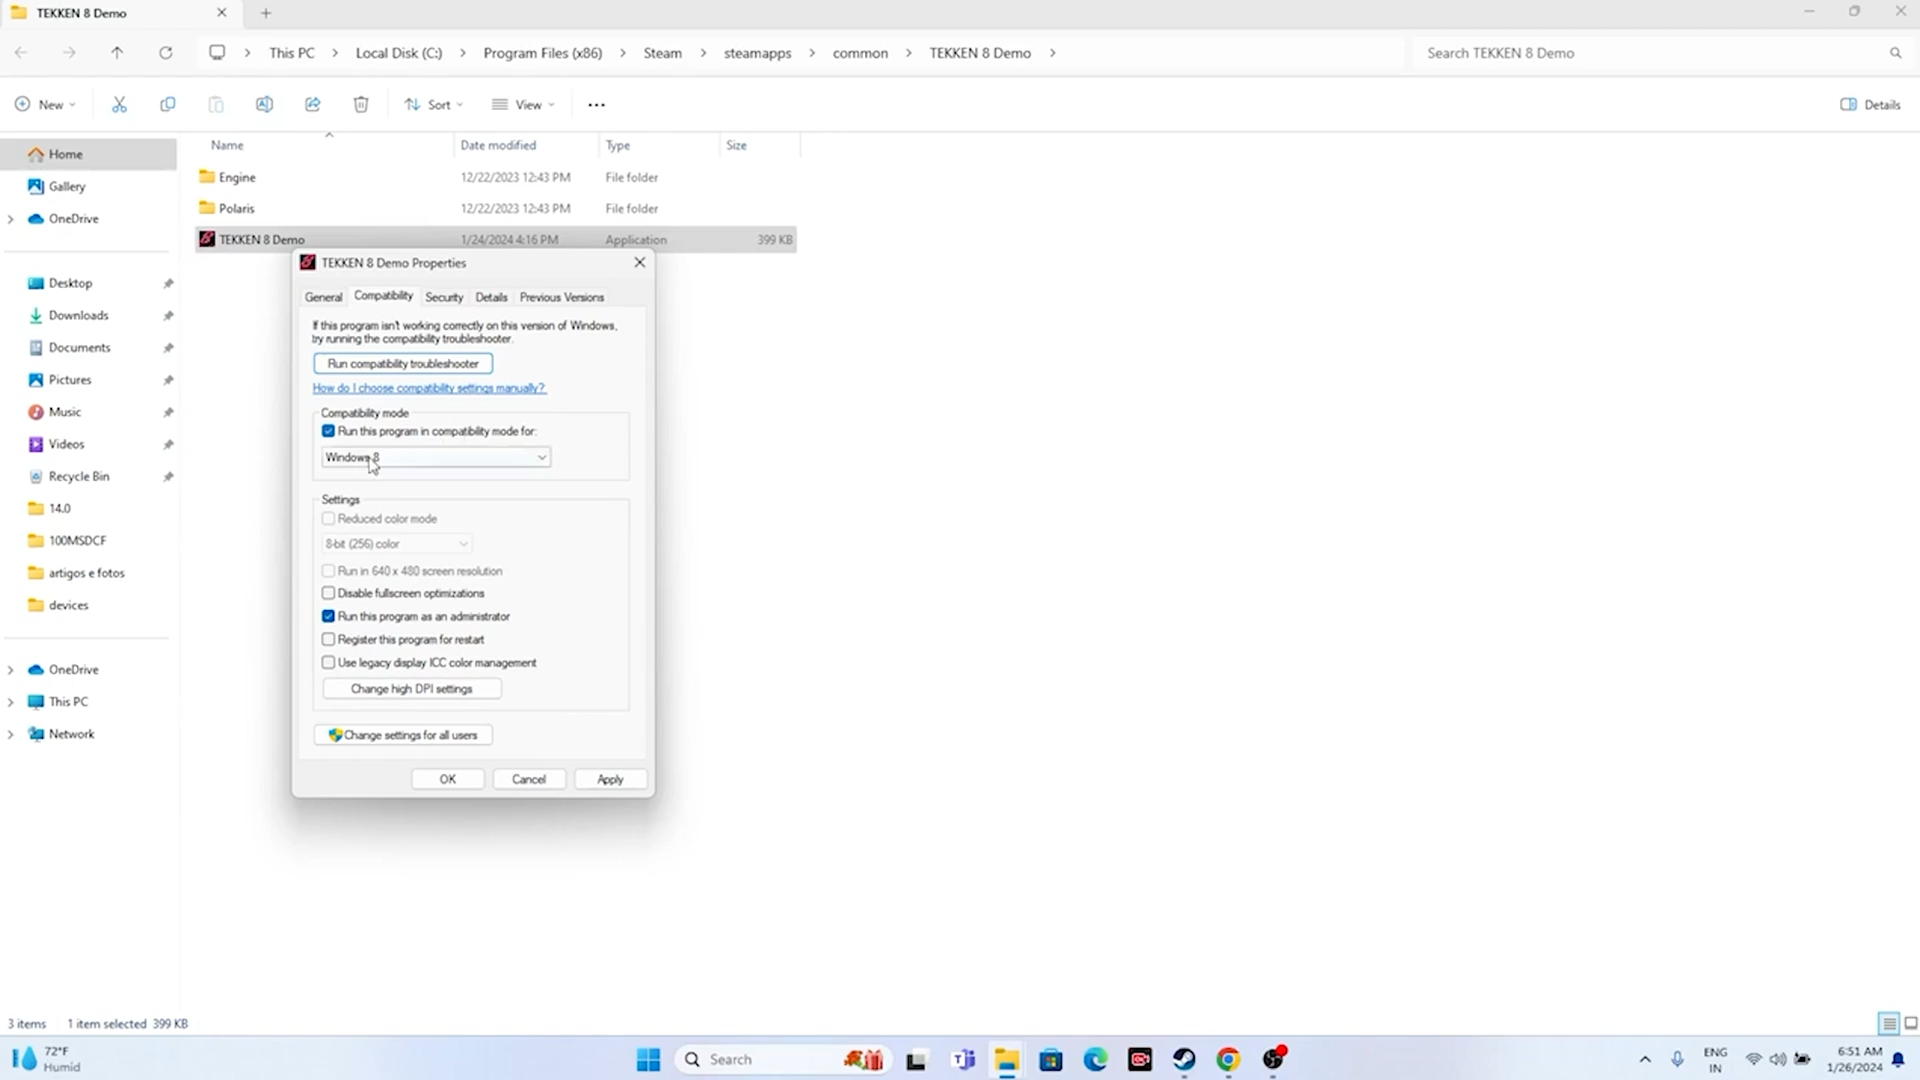 TEKKEN 8 Demo
This PC > Local Disk (C:) > Program Files (x86) > Steam > steamapps > common > TEKKEN 8 Demo >
Search TEKKEN 8 Demo
New
Sort
View
Details
Home
Gallery
OneDrive
Desktop
Downloads
Documents
Pictures
Music
Videos
Recycle Bin
14.0
100MSDCF
artigos e fotos
devices
OneDrive
This PC
Network
Name Date modified Type Size
Engine 12/22/2023 12:43 PM File folder
Polaris 12/22/2023 12:43 PM File folder
TEKKEN 8 Demo 1/24/2024 4:16 PM Application 399 KB
TEKKEN 8 Demo Properties
General Compatibility Security Details Previous Versions
If this program isn't working correctly on this version of Windows,
try running the compatibility troubleshooter.
Run compatibility troubleshooter
How do I choose compatibility settings manually?
Compatibility mode
Run this program in compatibility mode for:
Windows 8
Settings
Reduced color mode
8-bit (256) color
Run in 640 x 480 screen resolution
Disable fullscreen optimizations
Run this program as an administrator
Register this program for restart
Use legacy display ICC color management
Change high DPI settings
Change settings for all users
OK Cancel Apply
3 items 1 item selected 399 KB
72°F
Humid
Search
ENG
IN
6:51 AM
1/26/2024